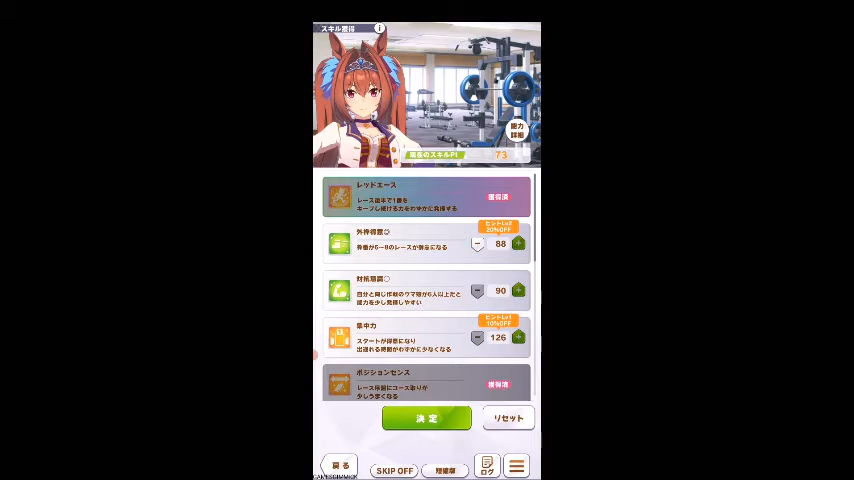 スキル獲得
能力
詳細
現在のスキルPt
73
レッドエース
獲得済
レース後半で1番を
キープし続ける力をわずかに発揮する
ヒントLv2
20%OFF
外枠得意◎
枠番が6~8のレースが得意になる
88
対抗意識○
自分と同じ作戦のウマ娘が6人以上だと
能力を少し発揮しやすい
90
ヒントLv1
10%OFF
集中力
スタートが得意になり
出遅れる時間がわずかに少なくなる
126
ポジションセンス
獲得済
レース序盤にコース取りが
少しうまくなる
決定
リセット
戻る
SKIP OFF
短縮版
ログ
GAMESGIMMICK